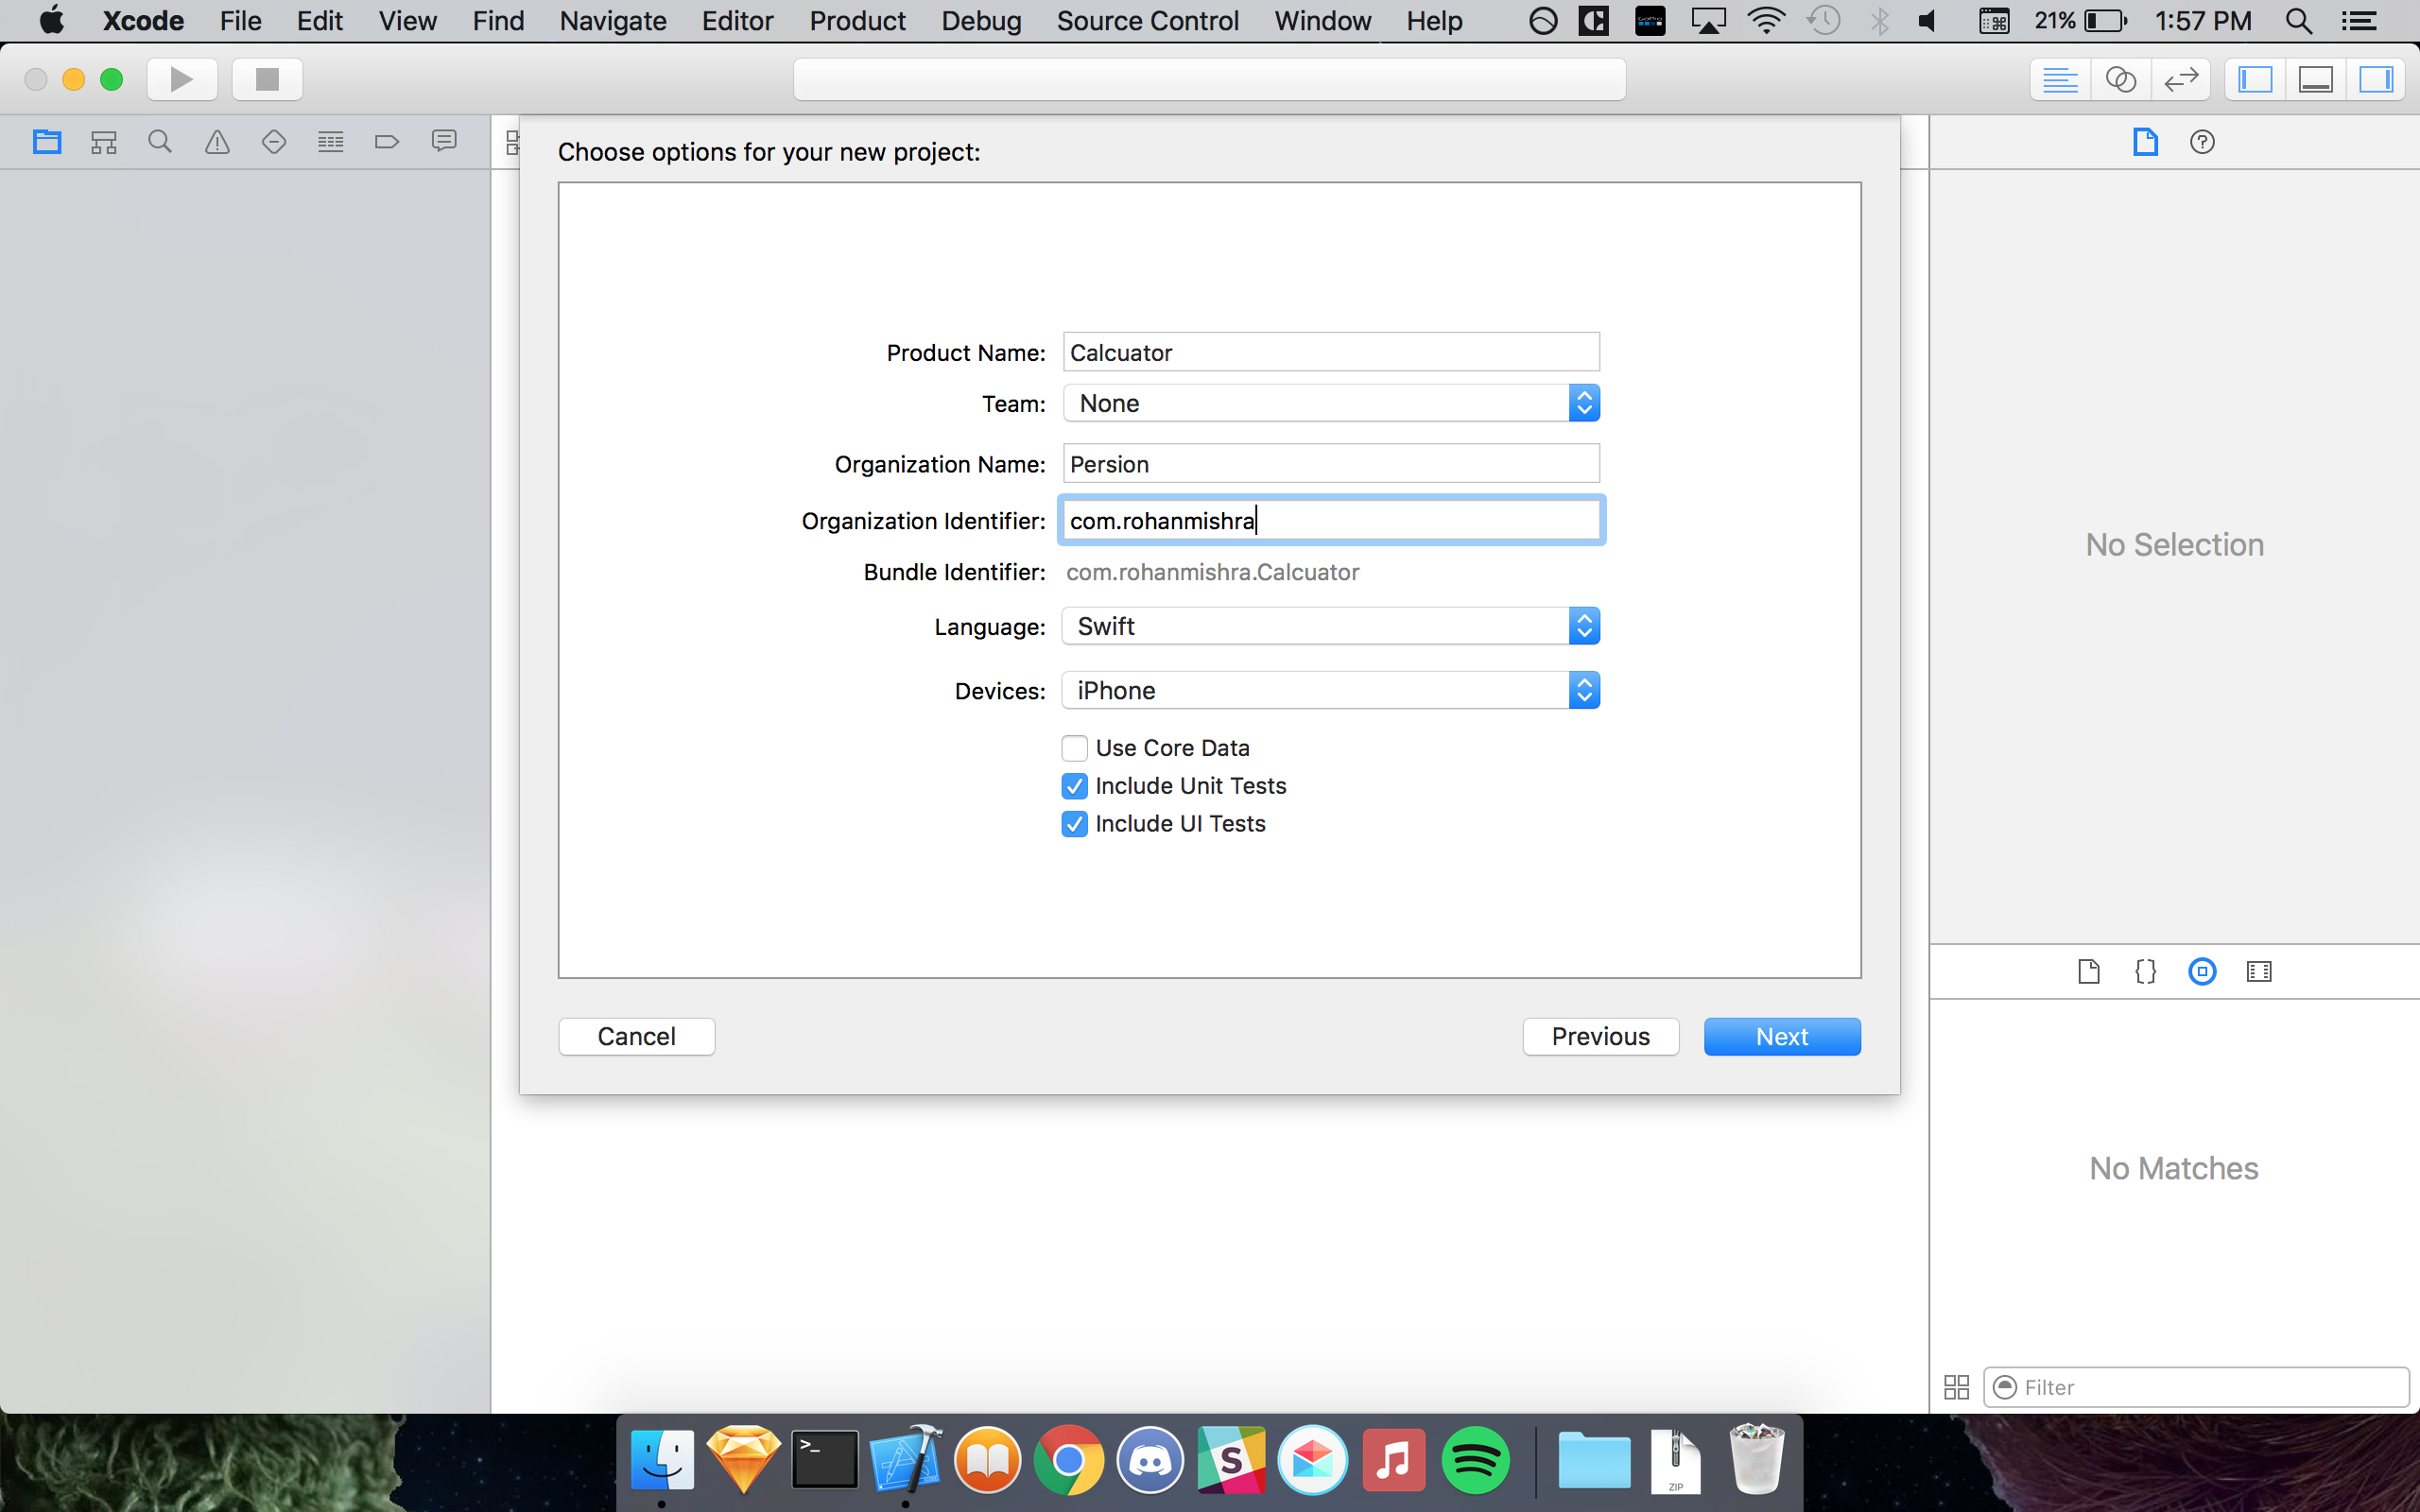 Xcode File Edit View Find Navigate Editor Product Debug Source Control Window Help 21% 1:57 PM
Choose options for your new project:
Product Name: Calcuator
Team: None
Organization Name: Persion
Organization Identifier: com.rohanmishra
Bundle Identifier: com.rohanmishra.Calcuator
Language: Swift
Devices: iPhone
Use Core Data
Include Unit Tests
Include UI Tests
Cancel Previous Next
No Selection
No Matches
Filter
S
ZIP